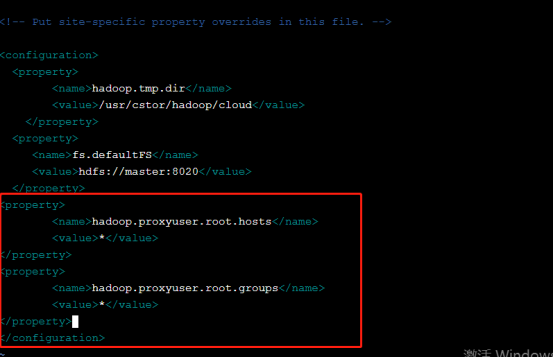 <!-- Put site-specific property overrides in this file. -->
<configuration>
<property>
<name>hadoop.tmp.dir</name>
<value>/usr/cstor/hadoop/cloud</value>
</property>
<property>
<name>fs.defaultFS</name>
<value>hdfs://master:8020</value>
</property>
<property>
<name>hadoop.proxyuser.root.hosts</name>
<value>*</value>
</property>
<property>
<name>hadoop.proxyuser.root.groups</name>
<value>*</value>
</property>
</configuration>
~
激活 Windows